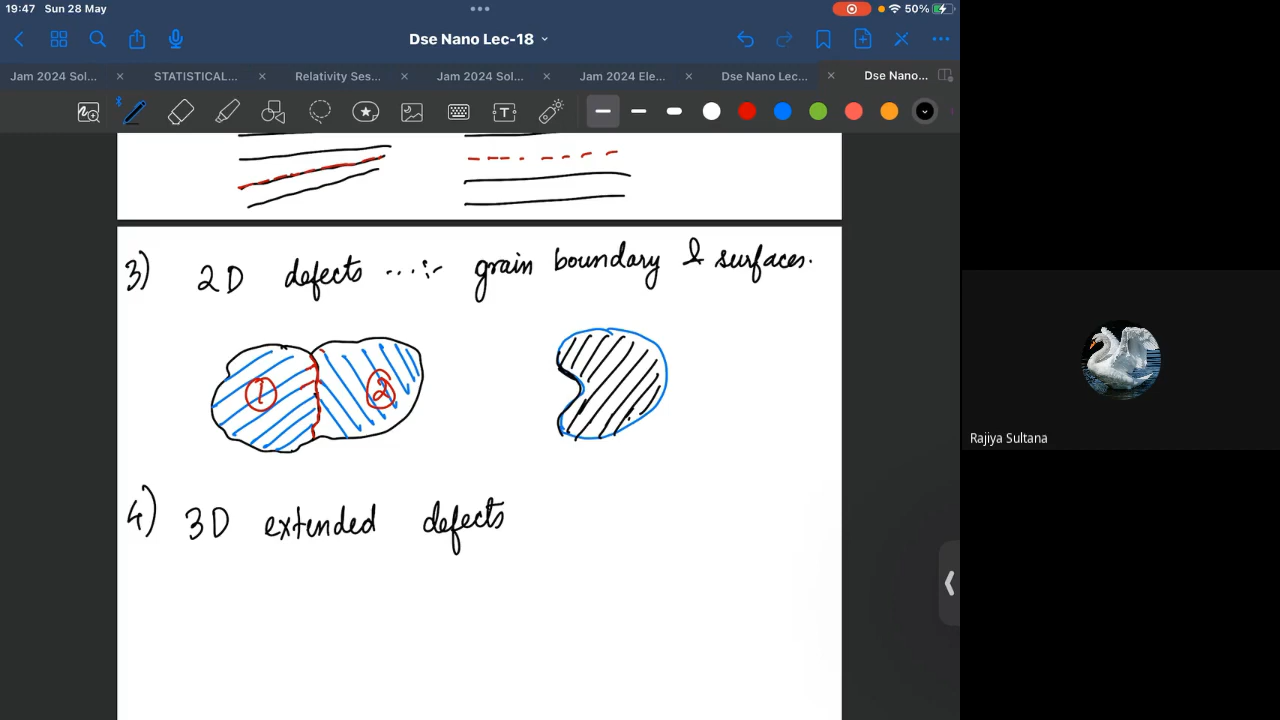 19:47 Sun 28 May
50%
Dse Nano Lec-18
Jam 2024 Sol...
STATISTICAL...
Relativity Ses...
Jam 2024 Sol...
Jam 2024 Ele...
Dse Nano Lec...
Dse Nano...
3) 2D defects ...:- grain boundary & surfaces.
1
2
4) 3D extended defects
Rajiya Sultana